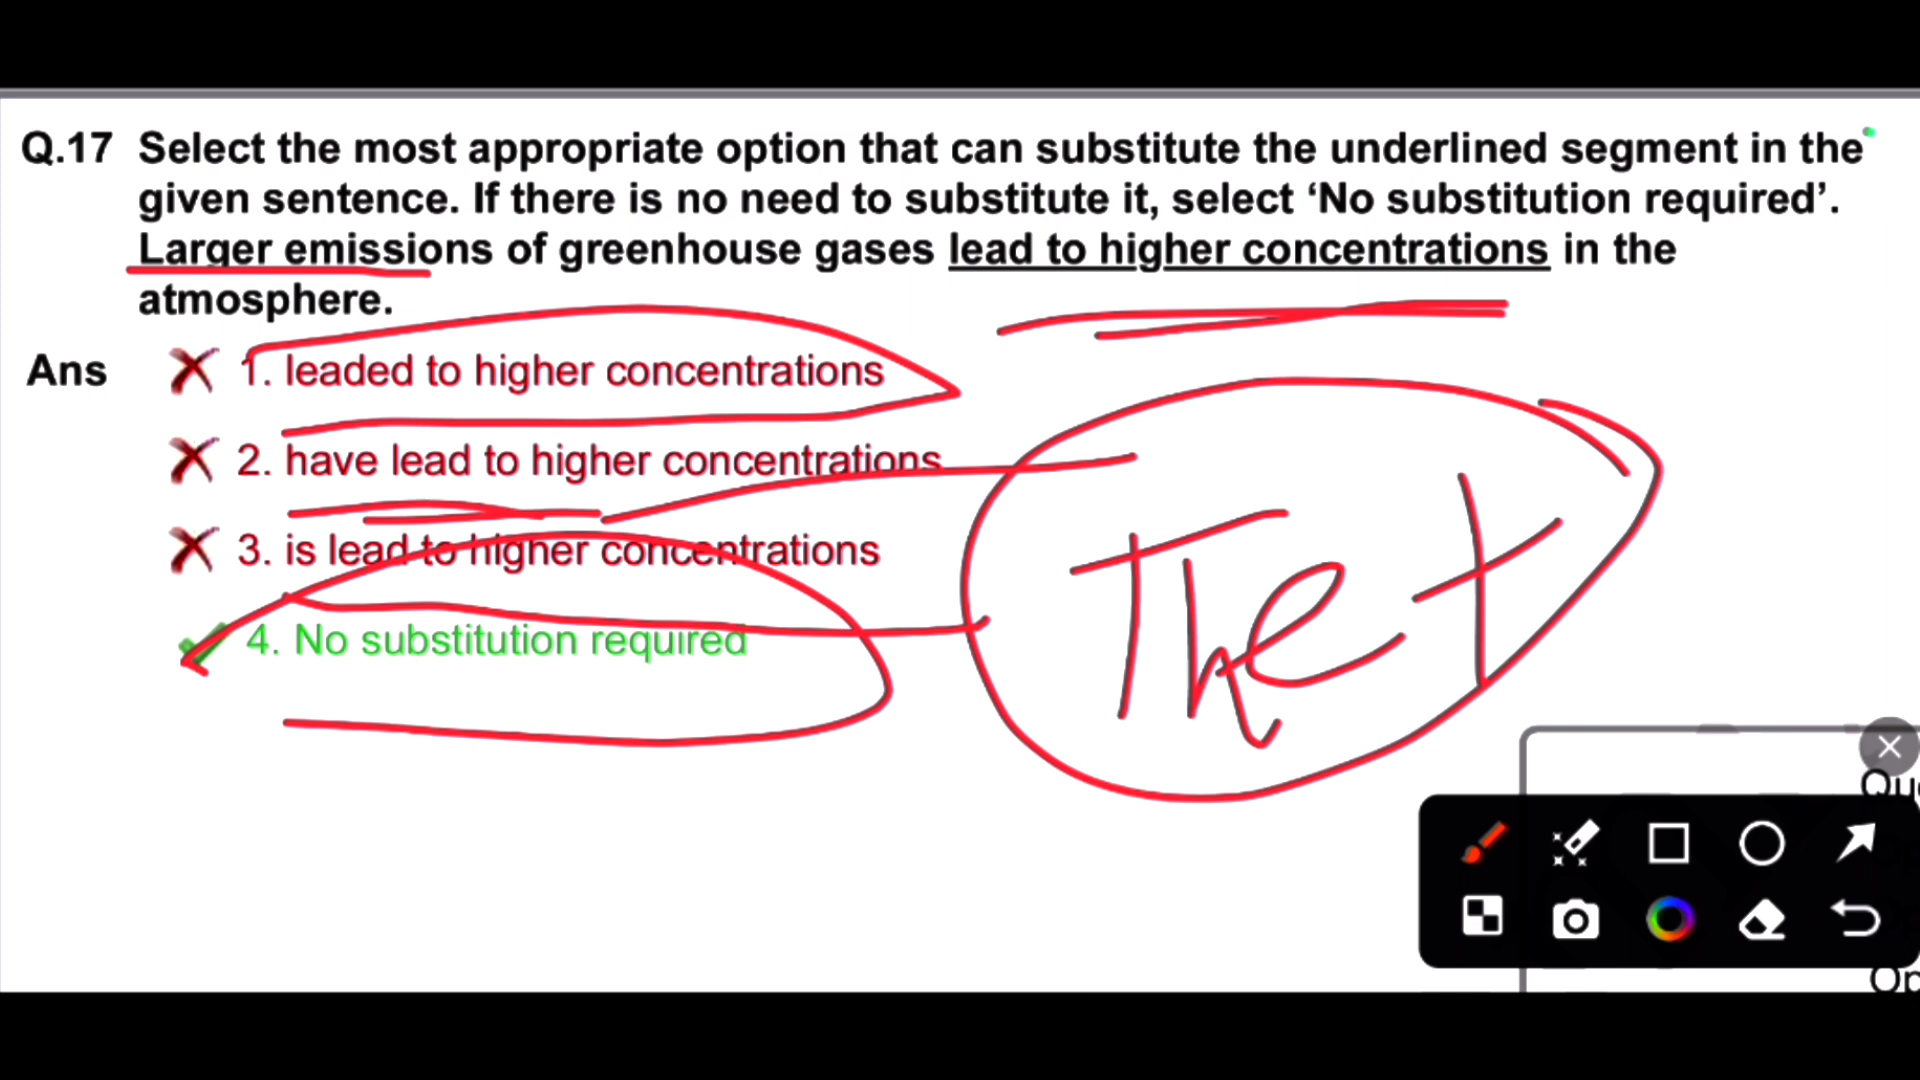 Q.17 Select the most appropriate option that can substitute the underlined segment in the
given sentence. If there is no need to substitute it, select ‘No substitution required’.
Larger emissions of greenhouse gases lead to higher concentrations in the
atmosphere.
Ans 1. leaded to higher concentrations
2. have lead to higher concentrations
3. is lead to higher concentrations
4. No substitution required
The t
Que
Op